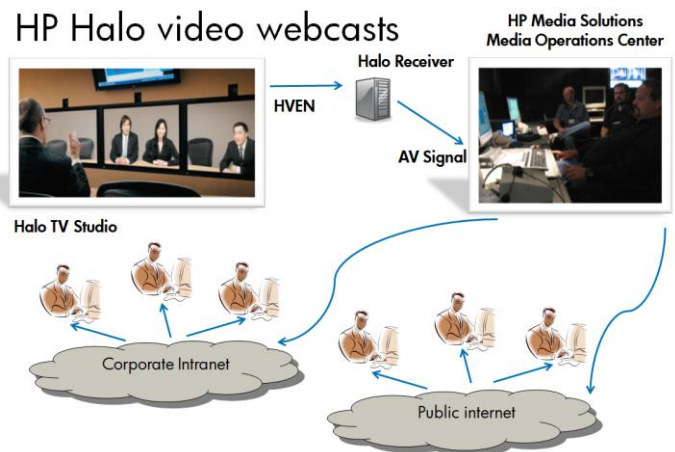 HP Halo video webcasts
HP Media Solutions
Media Operations Center
Halo Receiver
HVEN
AV Signal
Halo TV Studio
Corporate Intranet
Public internet